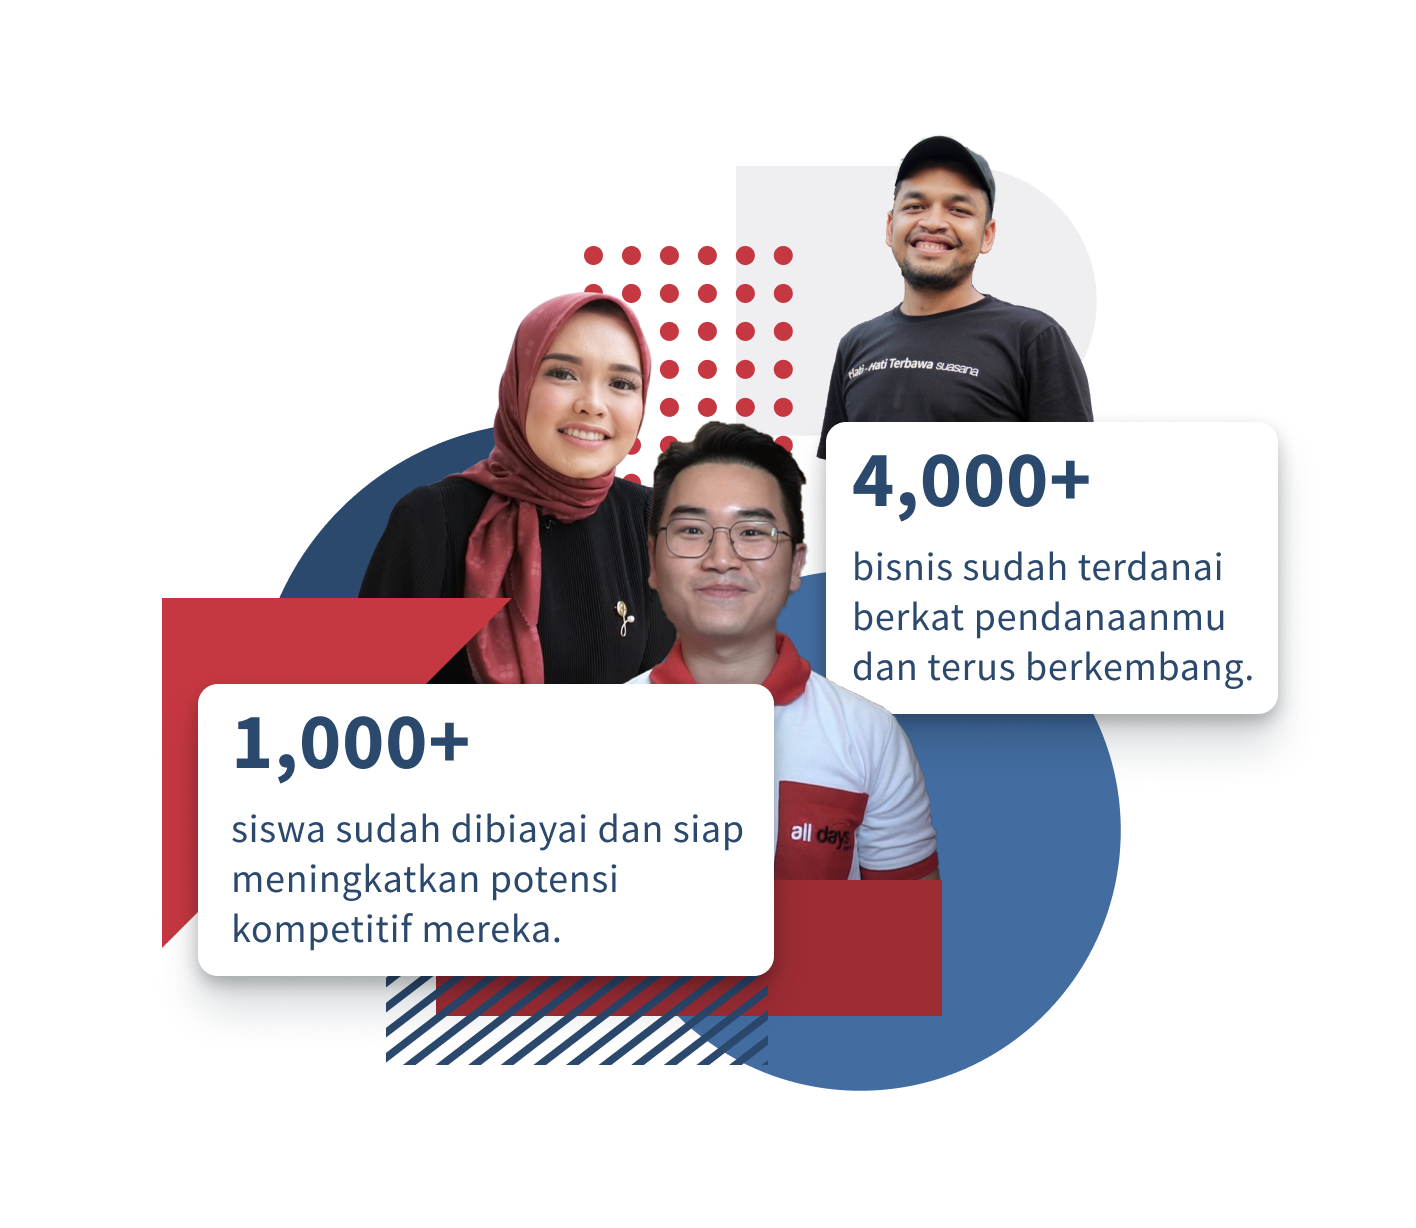 Hati - Hati Terbawa suasana
4,000+
bisnis sudah terdanai
berkat pendanaanmu
dan terus berkembang.
1,000+
siswa sudah dibiayai dan siap
meningkatkan potensi
kompetitif mereka.
all days